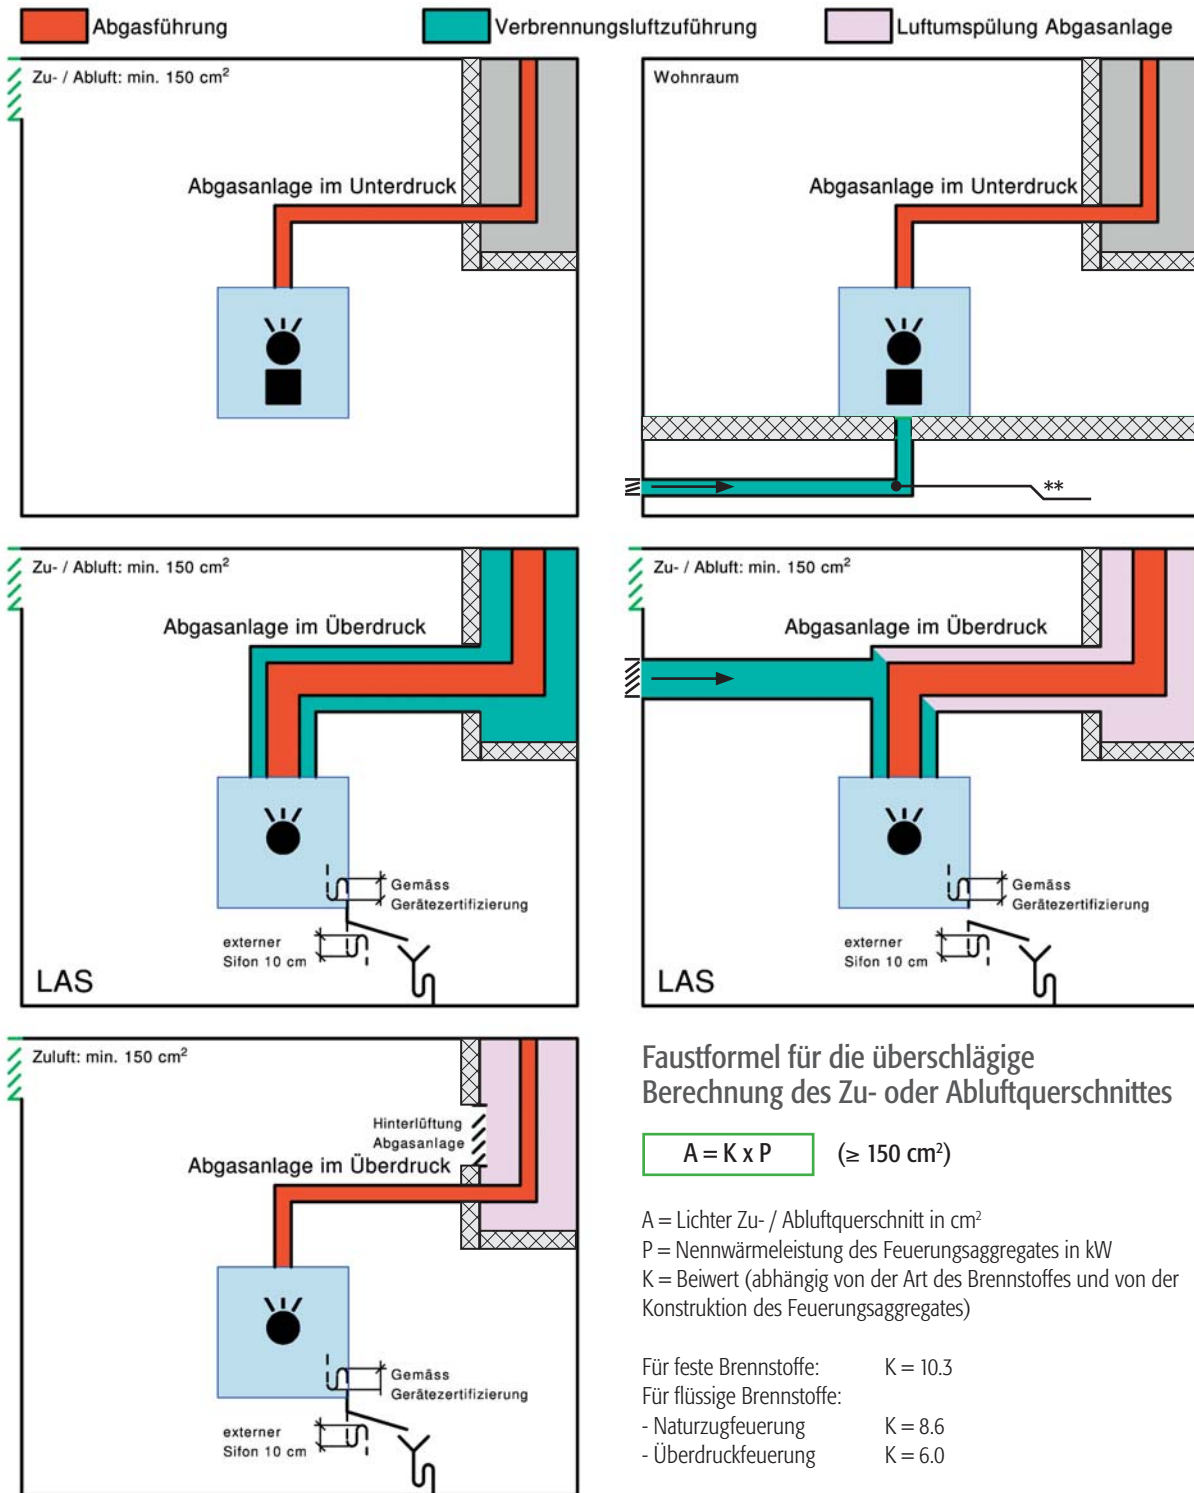 Abgasführung
Verbrennungsluftzuführung
Luftumspülung Abgasanlage
Zu- / Abluft: min. 150 cm²
Abgasanlage im Unterdruck
Wohnraum
Abgasanlage im Unterdruck
**
Zu- / Abluft: min. 150 cm²
Abgasanlage im Überdruck
Gemäss
Gerätezertifizierung
externer
Sifon 10 cm
LAS
Zu- / Abluft: min. 150 cm²
Abgasanlage im Überdruck
Gemäss
Gerätezertifizierung
externer
Sifon 10 cm
LAS
Zuluft: min. 150 cm²
Hinterlüftung
Abgasanlage
Abgasanlage im Überdruck
Gemäss
Gerätezertifizierung
externer
Sifon 10 cm
Faustformel für die überschlägige
Berechnung des Zu- oder Abluftquerschnittes
A = K x P (≥ 150 cm²)
A = Lichter Zu- / Abluftquerschnitt in cm²
P = Nennwärmeleistung des Feuerungsaggregates in kW
K = Beiwert (abhängig von der Art des Brennstoffes und von der
Konstruktion des Feuerungsaggregates)
Für feste Brennstoffe: K = 10.3
Für flüssige Brennstoffe:
- Naturzugfeuerung K = 8.6
- Überdruckfeuerung K = 6.0